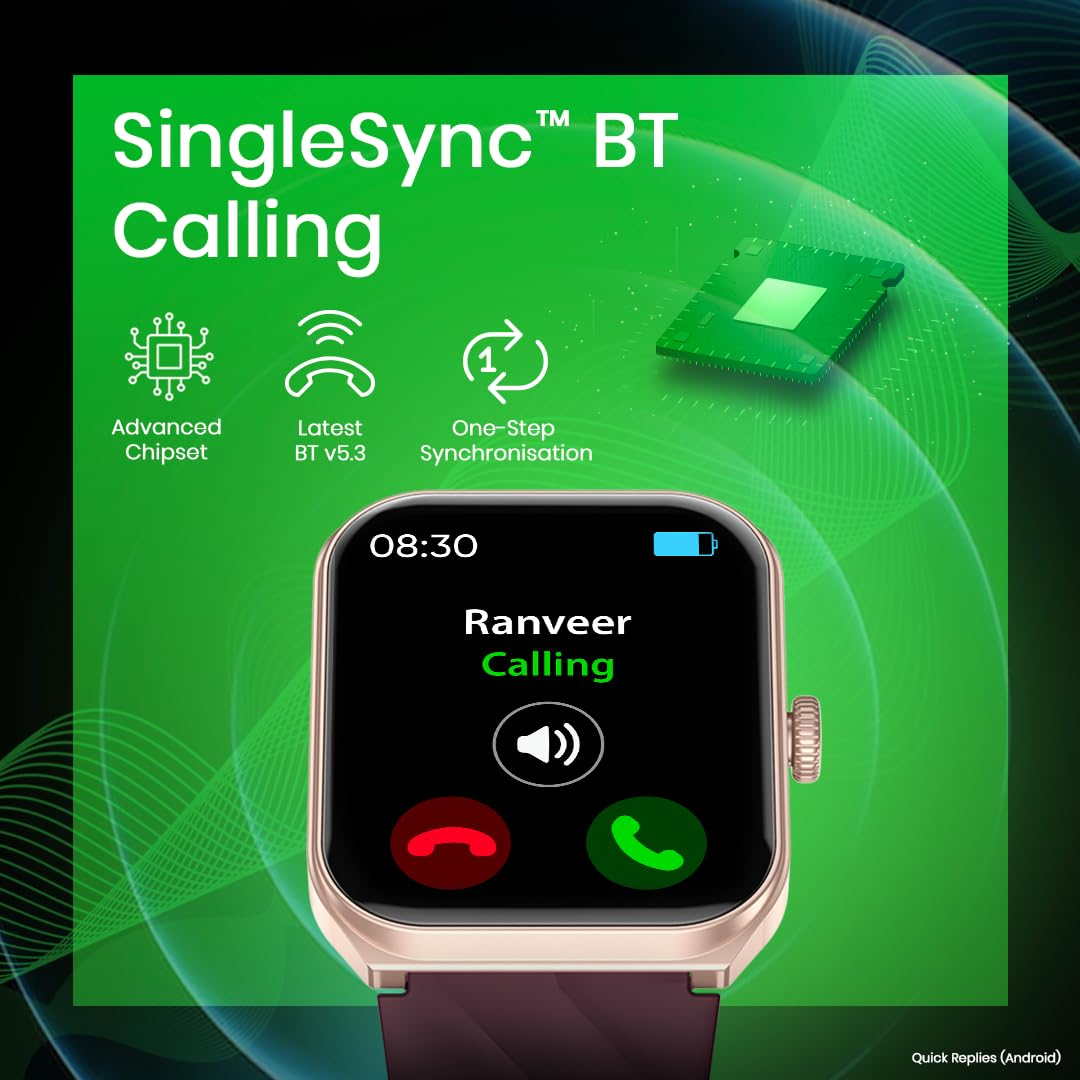 SingleSync™ BT
Calling
Advanced
Chipset
Latest
BT v5.3
1
One-Step
Synchronisation
08:30
Ranveer
Calling
Quick Replies (Android)